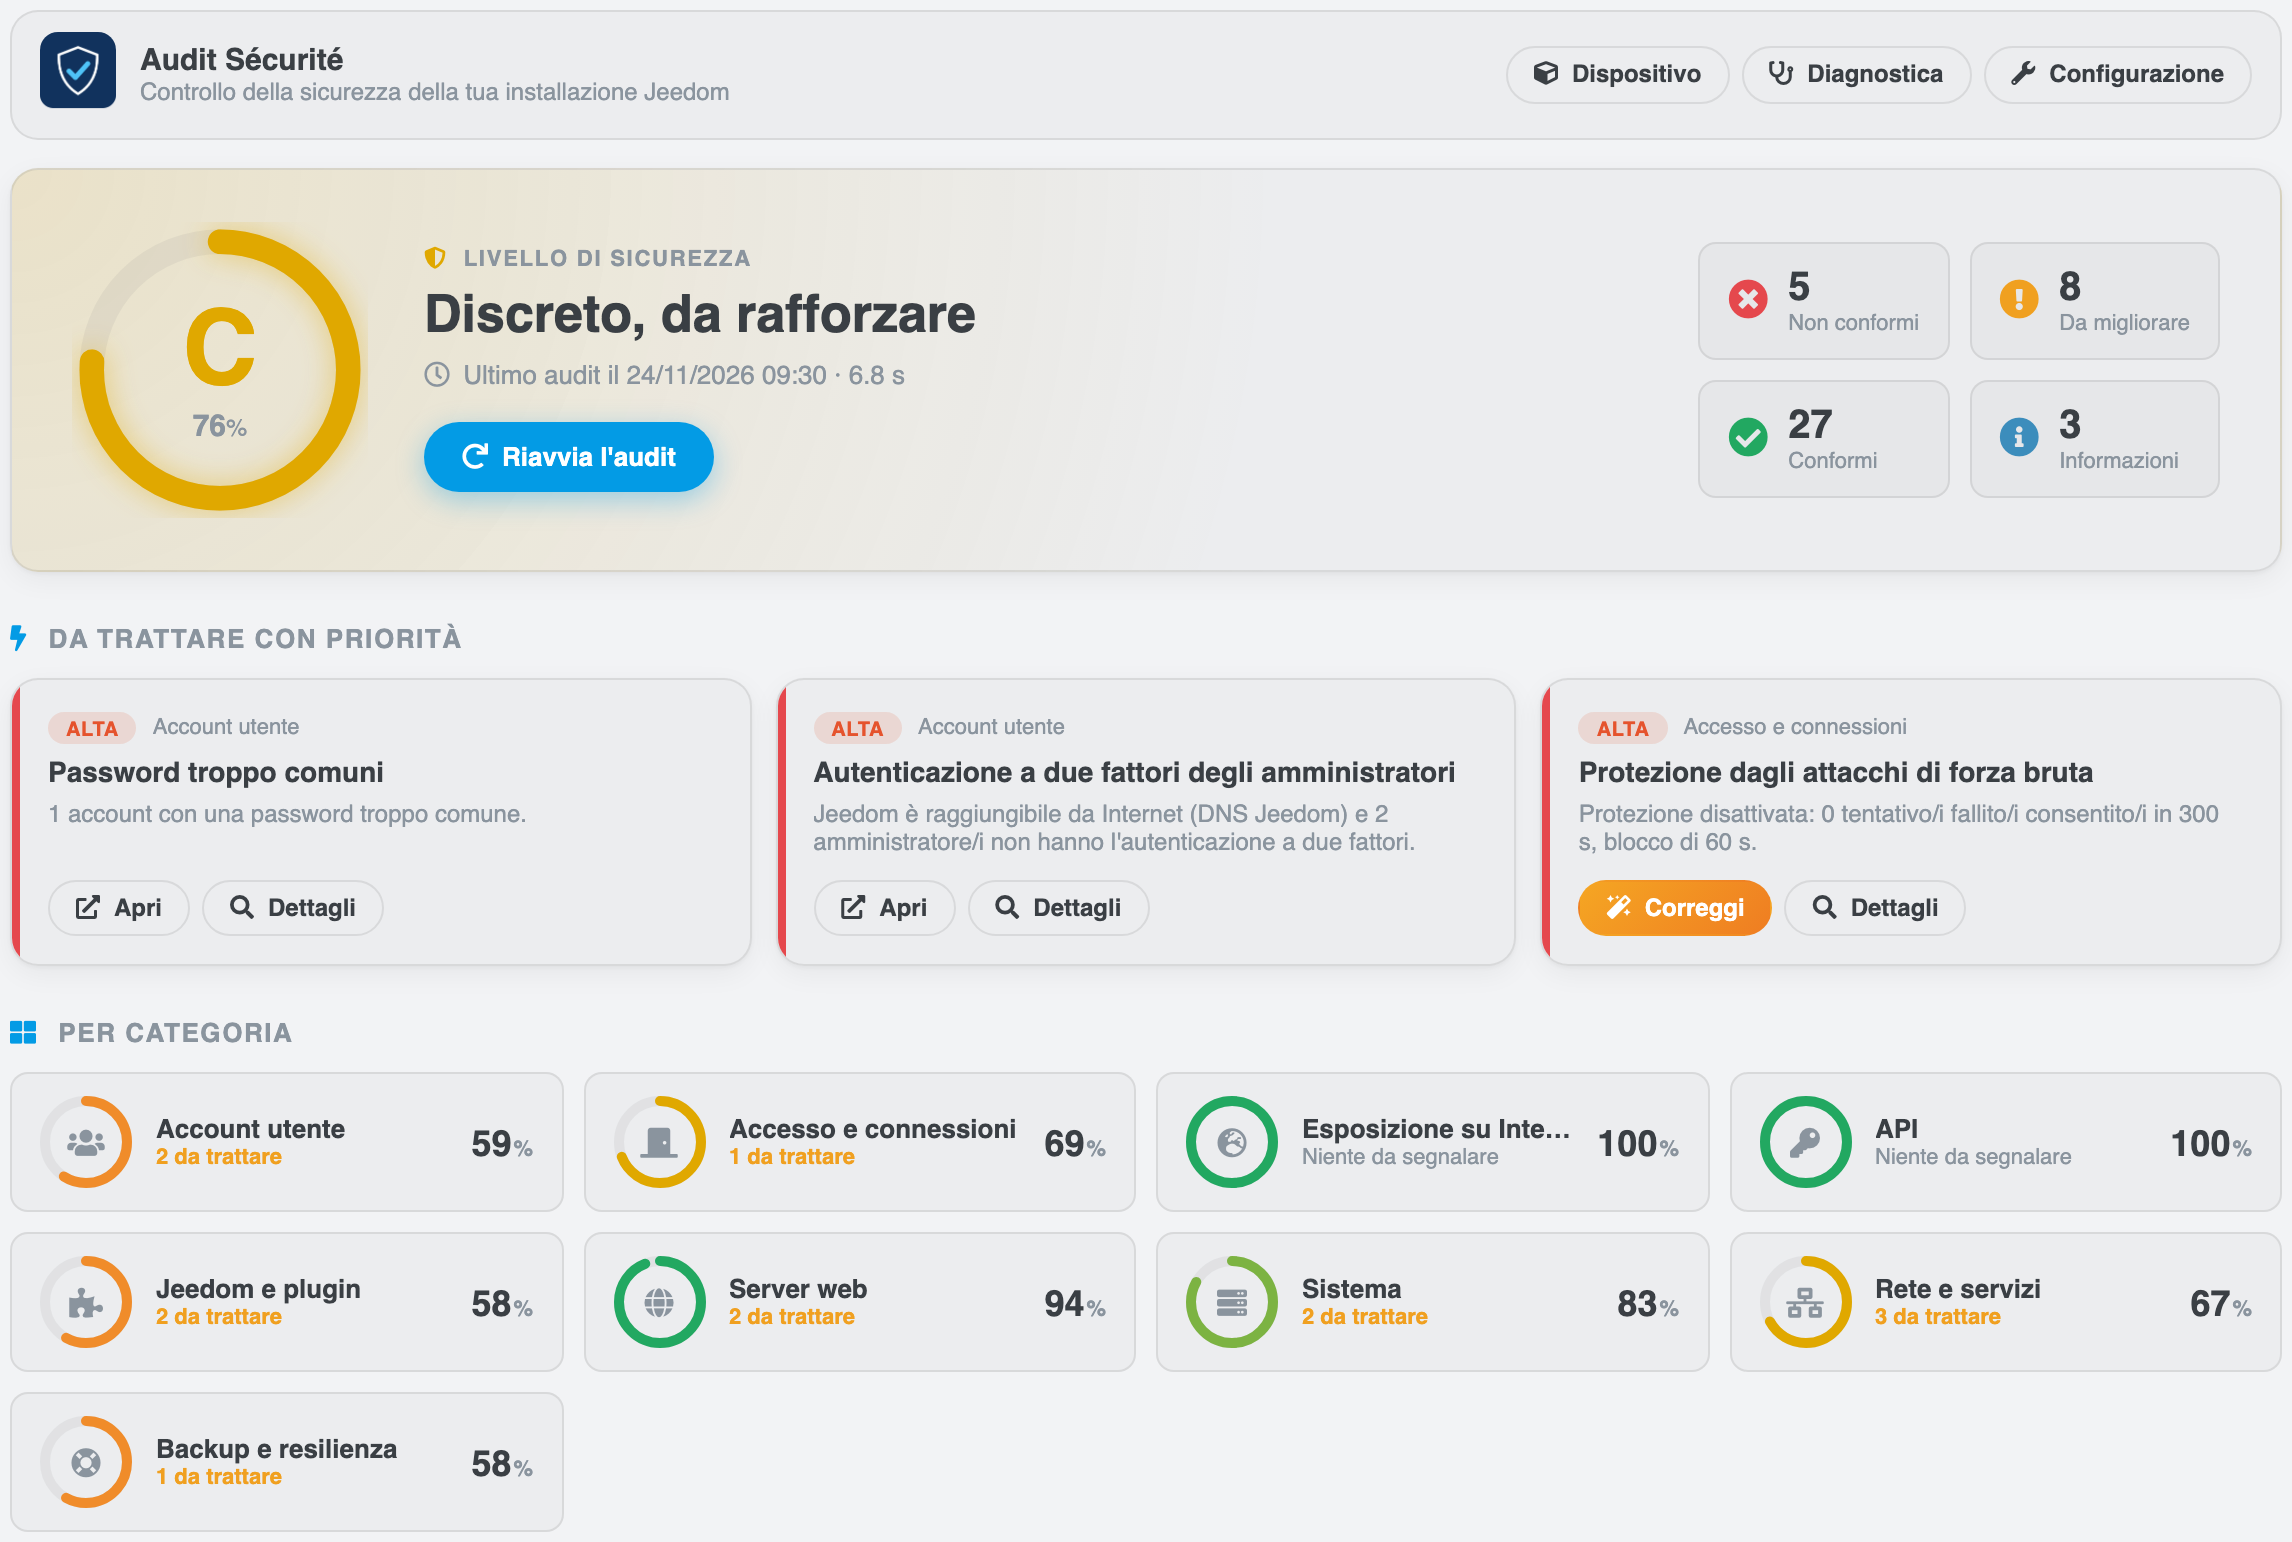 Audit Sécurité
Controllo della sicurezza della tua installazione Jeedom
Dispositivo
Diagnostica
Configurazione
C
76%
LIVELLO DI SICUREZZA
Discreto, da rafforzare
Ultimo audit il 24/11/2026 09:30 · 6.8 s
Riavvia l'audit
5
Non conformi
8
Da migliorare
27
Conformi
3
Informazioni
DA TRATTARE CON PRIORITÀ
ALTA Account utente
Password troppo comuni
1 account con una password troppo comune.
Apri
Dettagli
ALTA Account utente
Autenticazione a due fattori degli amministratori
Jeedom è raggiungibile da Internet (DNS Jeedom) e 2
amministratore/i non hanno l'autenticazione a due fattori.
Apri
Dettagli
ALTA Accesso e connessioni
Protezione dagli attacchi di forza bruta
Protezione disattivata: 0 tentativo/i fallito/i consentito/i in 300
s, blocco di 60 s.
Correggi
Dettagli
PER CATEGORIA
Account utente
2 da trattare
59%
Accesso e connessioni
1 da trattare
69%
Esposizione su Inte...
Niente da segnalare
100%
API
Niente da segnalare
100%
Jeedom e plugin
2 da trattare
58%
Server web
2 da trattare
94%
Sistema
2 da trattare
83%
Rete e servizi
3 da trattare
67%
Backup e resilienza
1 da trattare
58%